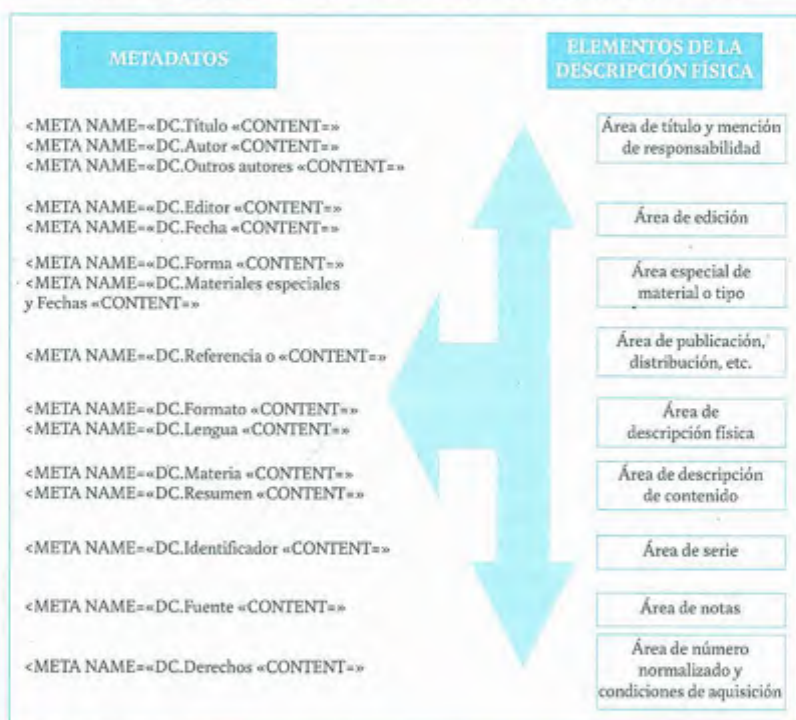 METADATOS
ELEMENTOS DE LA
DESCRIPCIÓN FÍSICA
<META NAME=«DC.Título «CONTENT=»
<META NAME=«DC.Autor «CONTENT=»
<META NAME=«DC.Outros autores «CONTENT=»
Área de título y mención
de responsabilidad
<META NAME=«DC.Editor «CONTENT=»
<META NAME=«DC.Fecha «CONTENT=»
Área de edición
<META NAME=«DC.Forma «CONTENT=»
<META NAME=«DC.Materiales especiales
y Fechas «CONTENT=»
Área especial de
material o tipo
<META NAME=«DC.Referencia o «CONTENT=»
Área de publicación,
distribución, etc.
<META NAME=«DC.Formato «CONTENT=»
<META NAME=«DC.Lengua «CONTENT=»
Área de
descripción física
<META NAME=«DC.Materia «CONTENT=»
<META NAME=«DC.Resumen «CONTENT=»
Área de descripción
de contenido
<META NAME=«DC.Identificador «CONTENT=»
Área de serie
<META NAME=«DC.Fuente «CONTENT=»
Área de notas
<META NAME=«DC.Derechos «CONTENT=»
Área de número
normalizado y
condiciones de aquisición